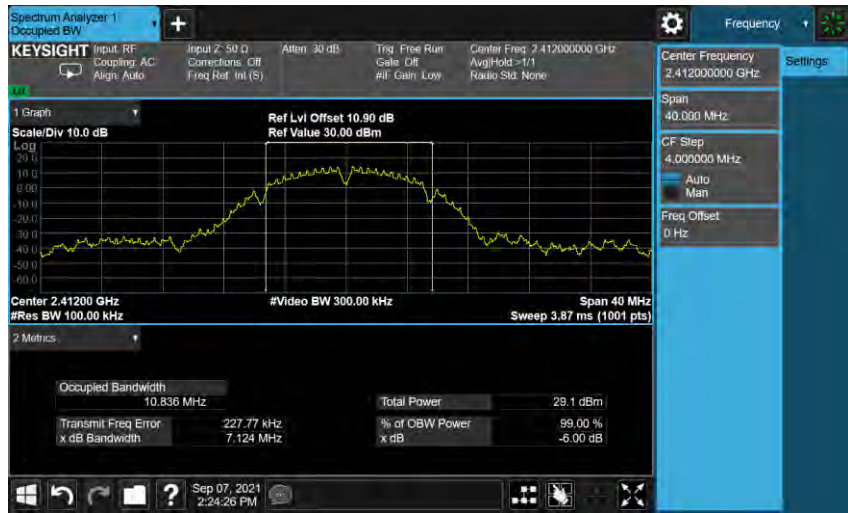 Spectrum Analyzer 1
Occupied BW
+
Frequency
KEYSIGHT
Input: RF
Coupling: AC
Align: Auto
Input Z: 50 Ω
Corrections: Off
Freq Ref: Int (S)
Atten: 30 dB
Trig: Free Run
Gate: Off
#IF Gain: Low
Center Freq: 2.412000000 GHz
Avg|Hold:>1/1
Radio Std: None
Center Frequency
2.412000000 GHz
Settings
Span
40.000 MHz
CF Step
4.000000 MHz
Auto
Man
Freq Offset
0 Hz
1 Graph
Scale/Div 10.0 dB
Ref Lvl Offset 10.90 dB
Ref Value 30.00 dBm
Log
20.0
10.0
0.00
-10.0
-20.0
-30.0
-40.0
-50.0
-60.0
Center 2.41200 GHz
#Video BW 300.00 kHz
Span 40 MHz
#Res BW 100.00 kHz
Sweep 3.87 ms (1001 pts)
2 Metrics
Occupied Bandwidth
10.836 MHz
Total Power 29.1 dBm
Transmit Freq Error 227.77 kHz
% of OBW Power 99.00 %
x dB Bandwidth 7.124 MHz
x dB -6.00 dB
?
Sep 07, 2021
2:24:26 PM